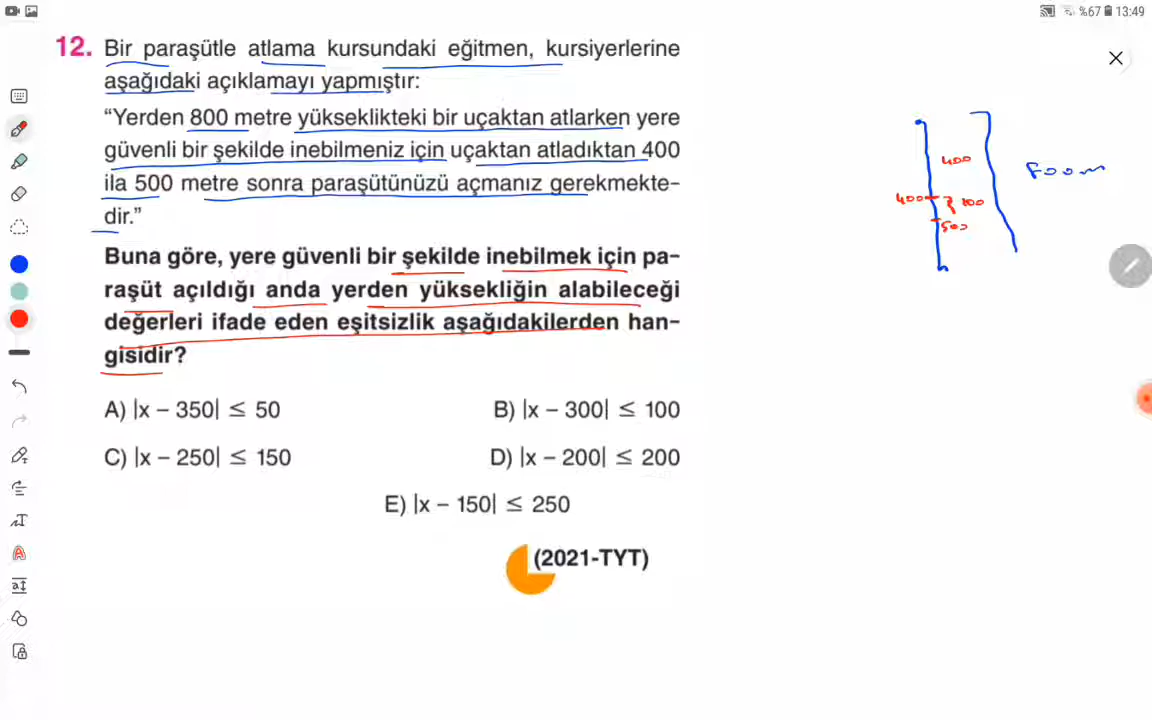 %67 13:49
12. Bir paraşütle atlama kursundaki eğitmen, kursiyerlerine
aşağıdaki açıklamayı yapmıştır:
“Yerden 800 metre yükseklikteki bir uçaktan atlarken yere
güvenli bir şekilde inebilmeniz için uçaktan atladıktan 400
ila 500 metre sonra paraşütünüzü açmanız gerekmekte-
dir.”
Buna göre, yere güvenli bir şekilde inebilmek için pa-
raşüt açıldığı anda yerden yüksekliğin alabileceği
değerleri ifade eden eşitsizlik aşağıdakilerden han-
gisidir?
A) |x – 350| ≤ 50
B) |x – 300| ≤ 100
C) |x – 250| ≤ 150
D) |x – 200| ≤ 200
E) |x – 150| ≤ 250
(2021-TYT)
400
800m
400
100
500